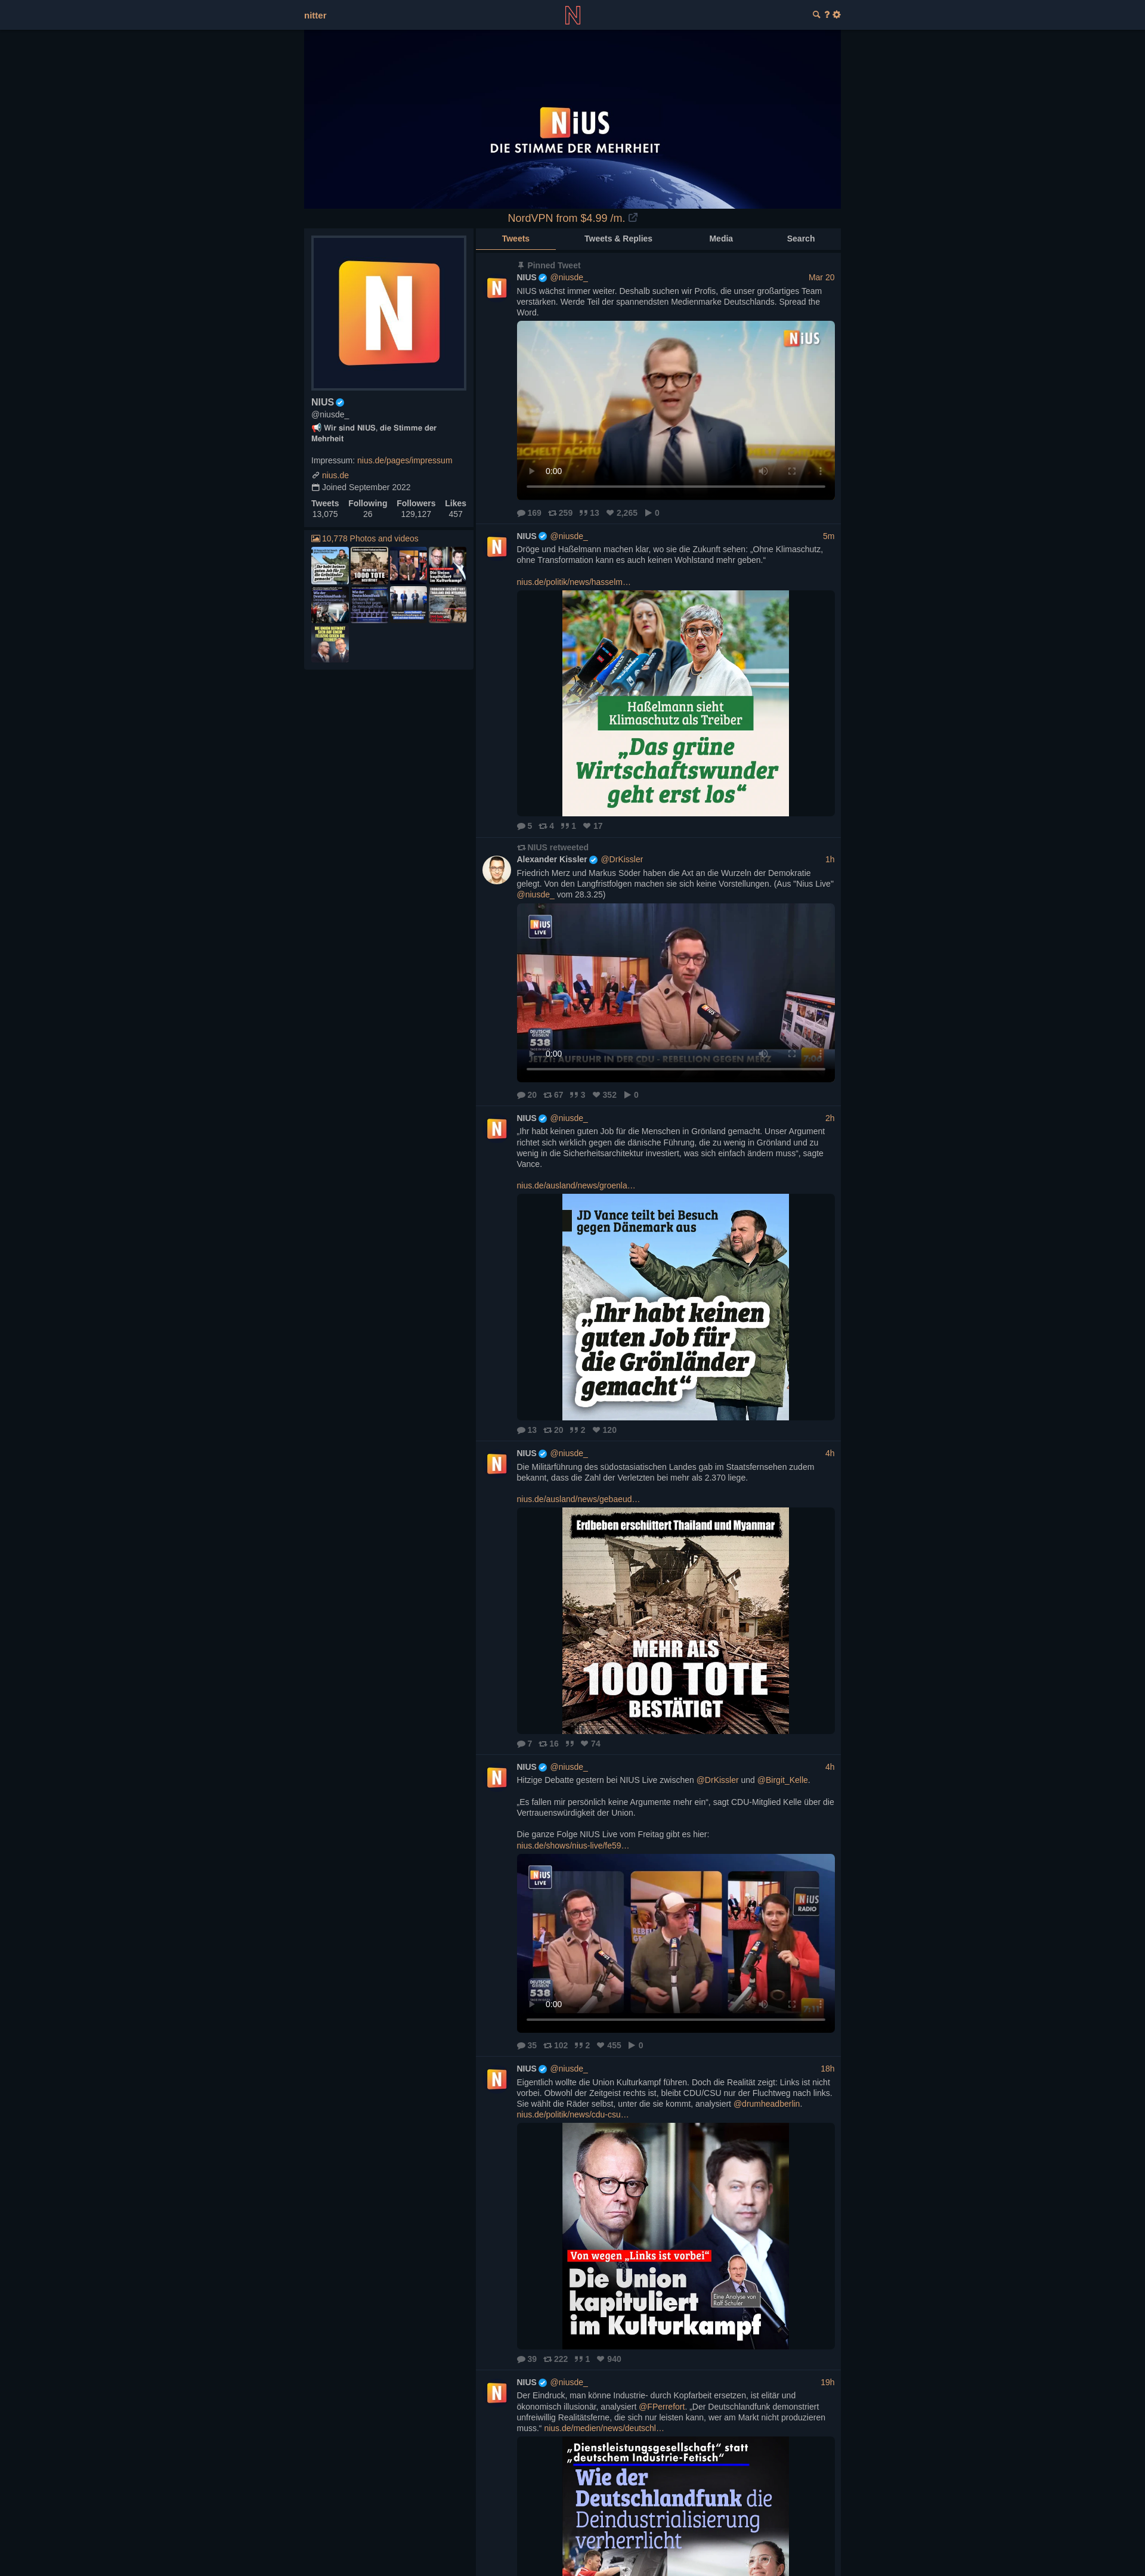 nitter
NiUS
DIE STIMME DER MEHRHEIT
NordVPN from $4.99 /m.
NIUS
@niusde_
📢 Wir sind NIUS, die Stimme der
Mehrheit
Impressum: nius.de/pages/impressum
nius.de
Joined September 2022
Tweets Following Followers Likes
13,075 26 129,127 457
10,778 Photos and videos
Tweets Tweets & Replies Media Search
Pinned Tweet
NIUS @niusde_ Mar 20
NIUS wächst immer weiter. Deshalb suchen wir Profis, die unser großartiges Team
verstärken. Werde Teil der spannendsten Medienmarke Deutschlands. Spread the
Word.
NiUS
0:00
169 259 13 2,265 0
NIUS @niusde_ 5m
Dröge und Haßelmann machen klar, wo sie die Zukunft sehen: „Ohne Klimaschutz,
ohne Transformation kann es auch keinen Wohlstand mehr geben.“
nius.de/politik/news/hasselm…
Haßelmann sieht
Klimaschutz als Treiber
„Das grüne
Wirtschaftswunder
geht erst los“
5 4 1 17
NIUS retweeted
Alexander Kissler @DrKissler 1h
Friedrich Merz und Markus Söder haben die Axt an die Wurzeln der Demokratie
gelegt. Von den Langfristfolgen machen sie sich keine Vorstellungen. (Aus "Nius Live"
@niusde_ vom 28.3.25)
NiUS
LIVE
538
0:00
JETZT: AUFRUHR IN DER CDU - REBELLION GEGEN MERZ
20 67 3 352 0
NIUS @niusde_ 2h
„Ihr habt keinen guten Job für die Menschen in Grönland gemacht. Unser Argument
richtet sich wirklich gegen die dänische Führung, die zu wenig in Grönland und zu
wenig in die Sicherheitsarchitektur investiert, was sich einfach ändern muss“, sagte
Vance.
nius.de/ausland/news/groenla…
JD Vance teilt bei Besuch
gegen Dänemark aus
„Ihr habt keinen
guten Job für
die Grönländer
gemacht“
13 20 2 120
NIUS @niusde_ 4h
Die Militärführung des südostasiatischen Landes gab im Staatsfernsehen zudem
bekannt, dass die Zahl der Verletzten bei mehr als 2.370 liege.
nius.de/ausland/news/gebaeud…
Erdbeben erschüttert Thailand und Myanmar
MEHR ALS
1000 TOTE
BESTÄTIGT
7 16 74
NIUS @niusde_ 4h
Hitzige Debatte gestern bei NIUS Live zwischen @DrKissler und @Birgit_Kelle.
„Es fallen mir persönlich keine Argumente mehr ein“, sagt CDU-Mitglied Kelle über die
Vertrauenswürdigkeit der Union.
Die ganze Folge NIUS Live vom Freitag gibt es hier:
nius.de/shows/nius-live/fe59…
NiUS
LIVE
NiUS
RADIO
538
0:00
35 102 2 455 0
NIUS @niusde_ 18h
Eigentlich wollte die Union Kulturkampf führen. Doch die Realität zeigt: Links ist nicht
vorbei. Obwohl der Zeitgeist rechts ist, bleibt CDU/CSU nur der Fluchtweg nach links.
Sie wählt die Räder selbst, unter die sie kommt, analysiert @drumheadberlin.
nius.de/politik/news/cdu-csu…
Von wegen „Links ist vorbei“
Die Union
kapituliert
im Kulturkampf
Eine Analyse von
Ralf Schuler
39 222 1 940
NIUS @niusde_ 19h
Der Eindruck, man könne Industrie- durch Kopfarbeit ersetzen, ist elitär und
ökonomisch illusionär, analysiert @FPerrefort. „Der Deutschlandfunk demonstriert
unfreiwillig Realitätsferne, die sich nur leisten kann, wer am Markt nicht produzieren
muss.“ nius.de/medien/news/deutschl…
„Dienstleistungsgesellschaft“ statt
„deutschem Industrie-Fetisch“
Wie der
Deutschlandfunk die
Deindustrialisierung
verherrlicht